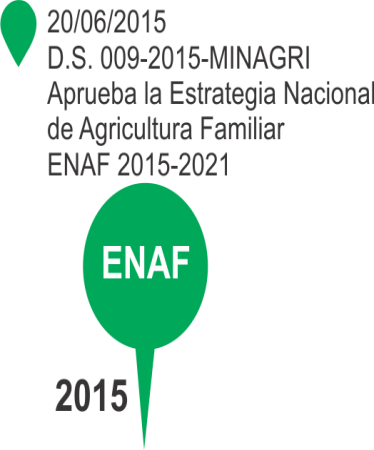 20/06/2015
D.S. 009-2015-MINAGRI
Aprueba la Estrategia Nacional
de Agricultura Familiar
ENAF 2015-2021
ENAF
2015